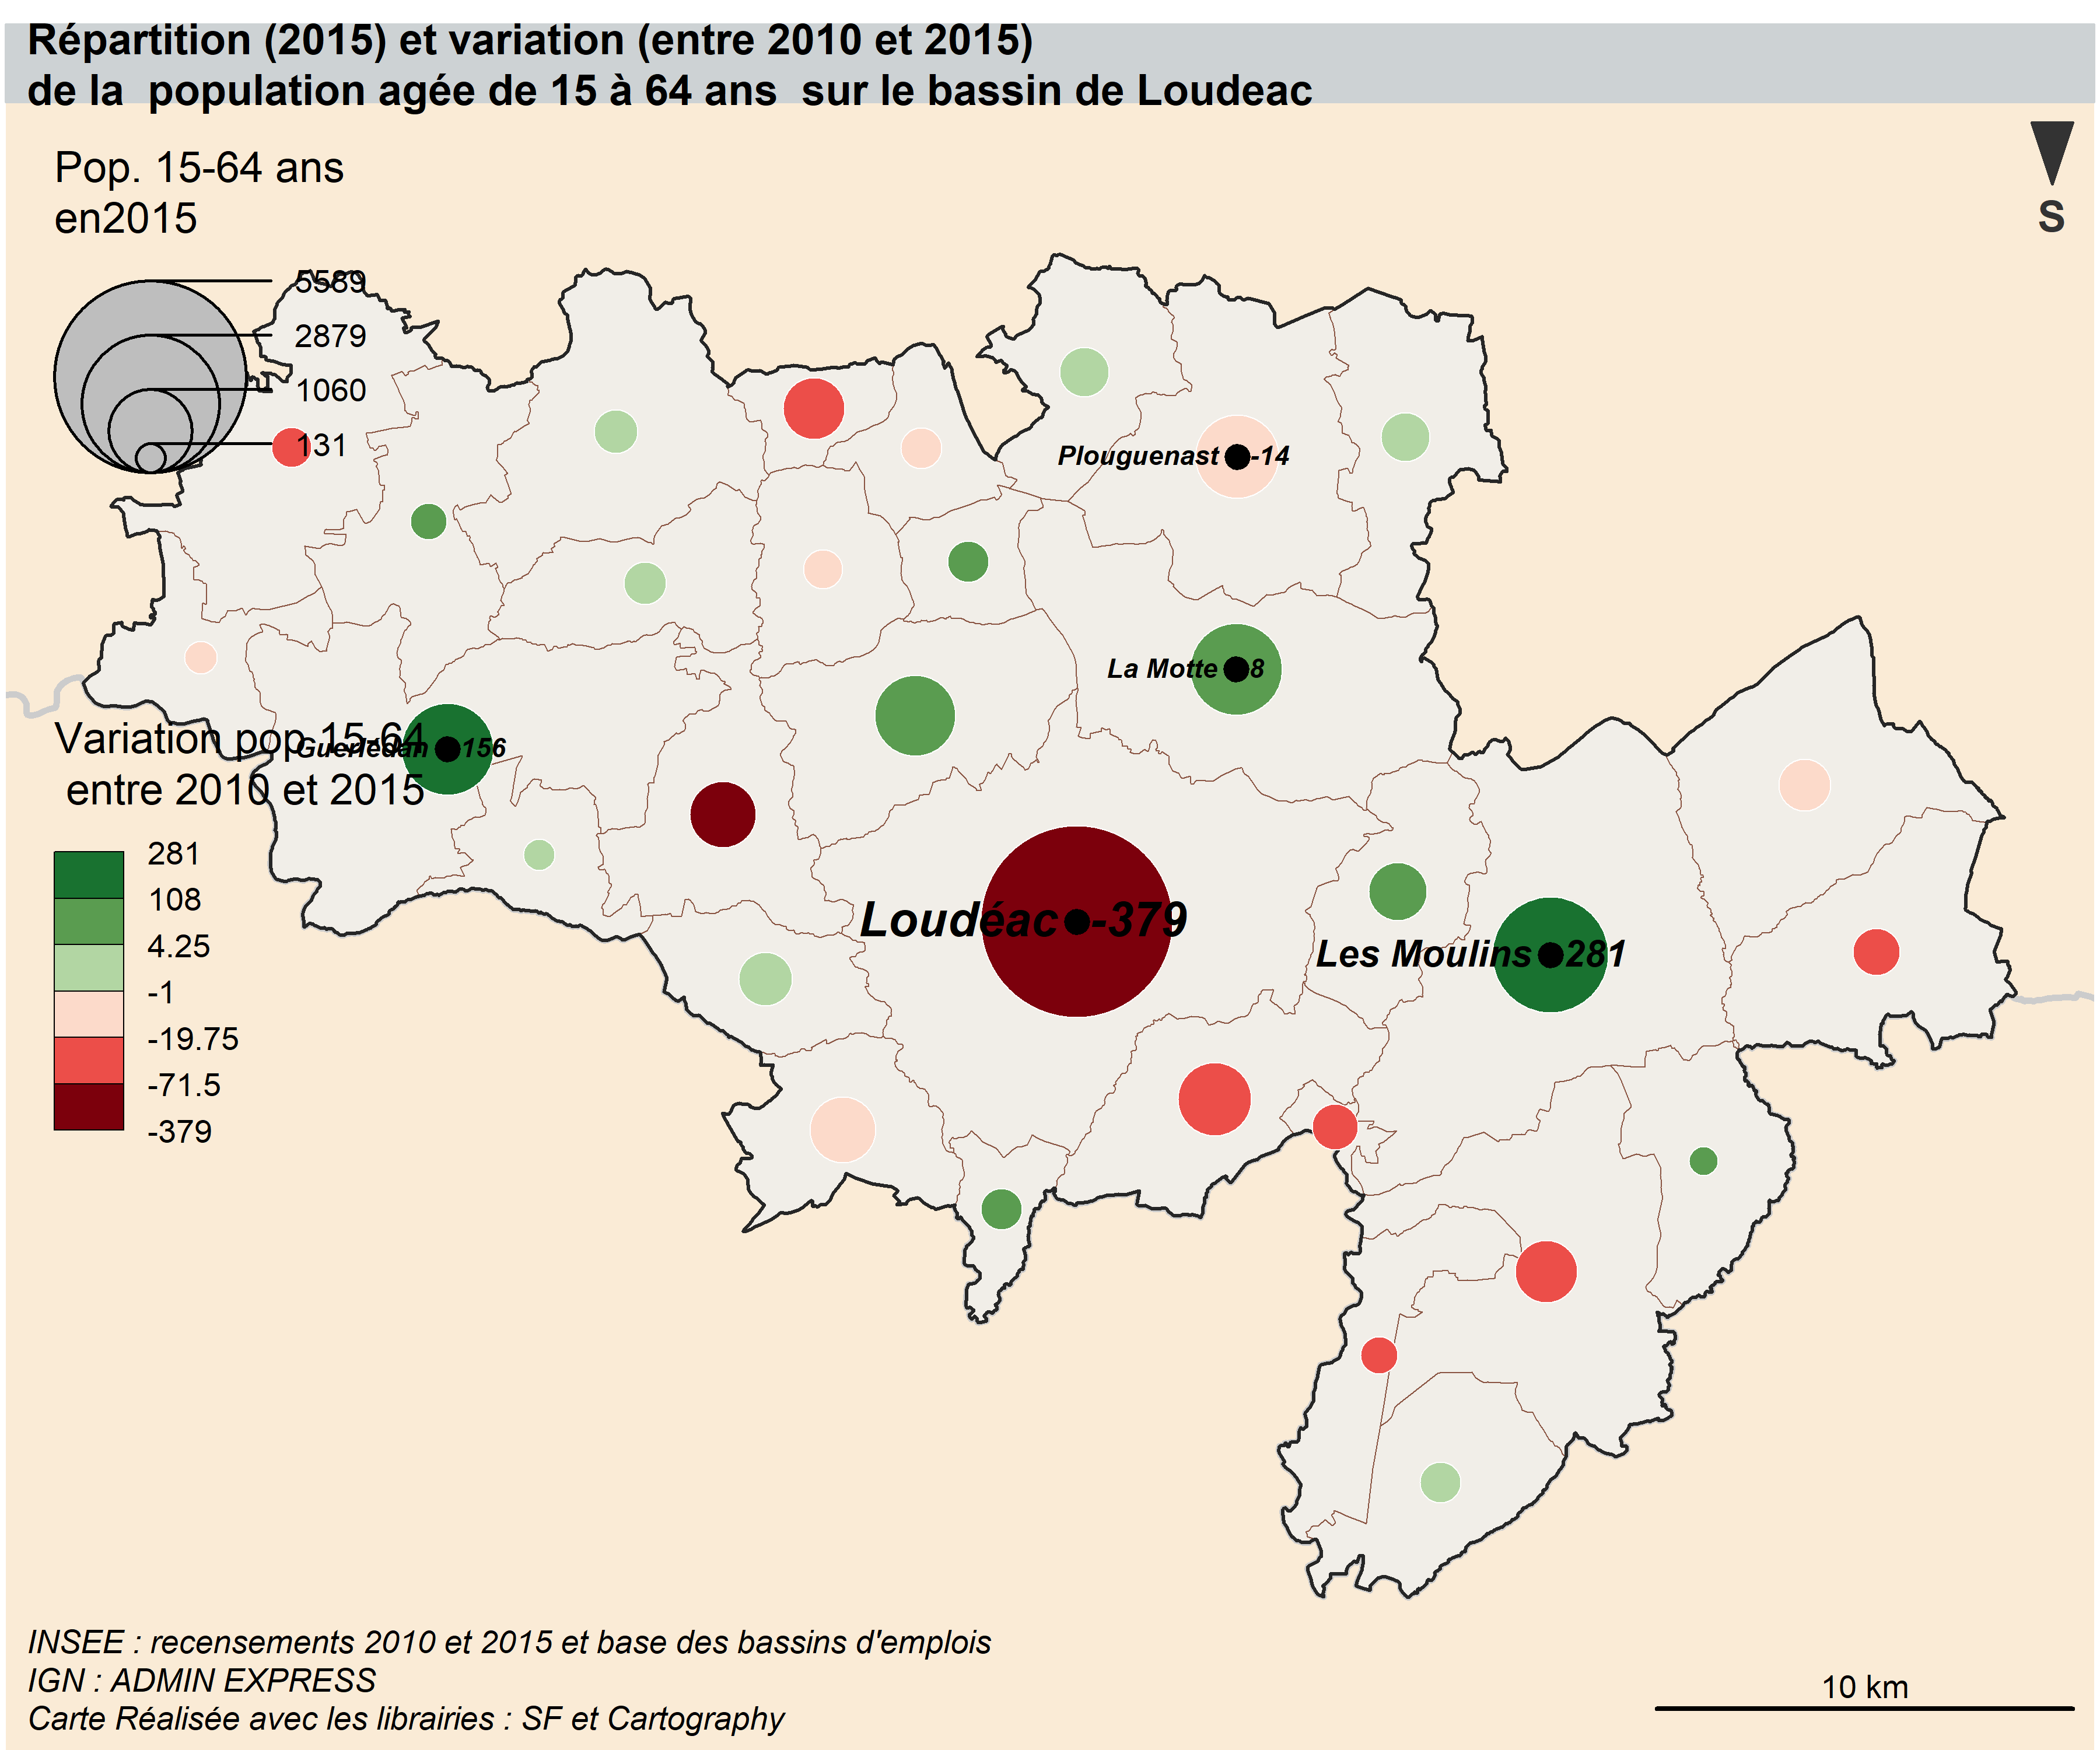 Répartition (2015) et variation (entre 2010 et 2015)
de la  population agée de 15 à 64 ans  sur le bassin de Loudeac
Pop. 15-64 ans
en2015
S
5589
2879
1060
131
Plouguenast -14
La Motte 8
Variation pop 15-64
entre 2010 et 2015
Guerlédan 156
281
108
4.25
-1
-19.75
-71.5
-379
Loudéac -379
Les Moulins 281
INSEE : recensements 2010 et 2015 et base des bassins d'emplois
IGN : ADMIN EXPRESS
Carte Réalisée avec les librairies : SF et Cartography
10 km